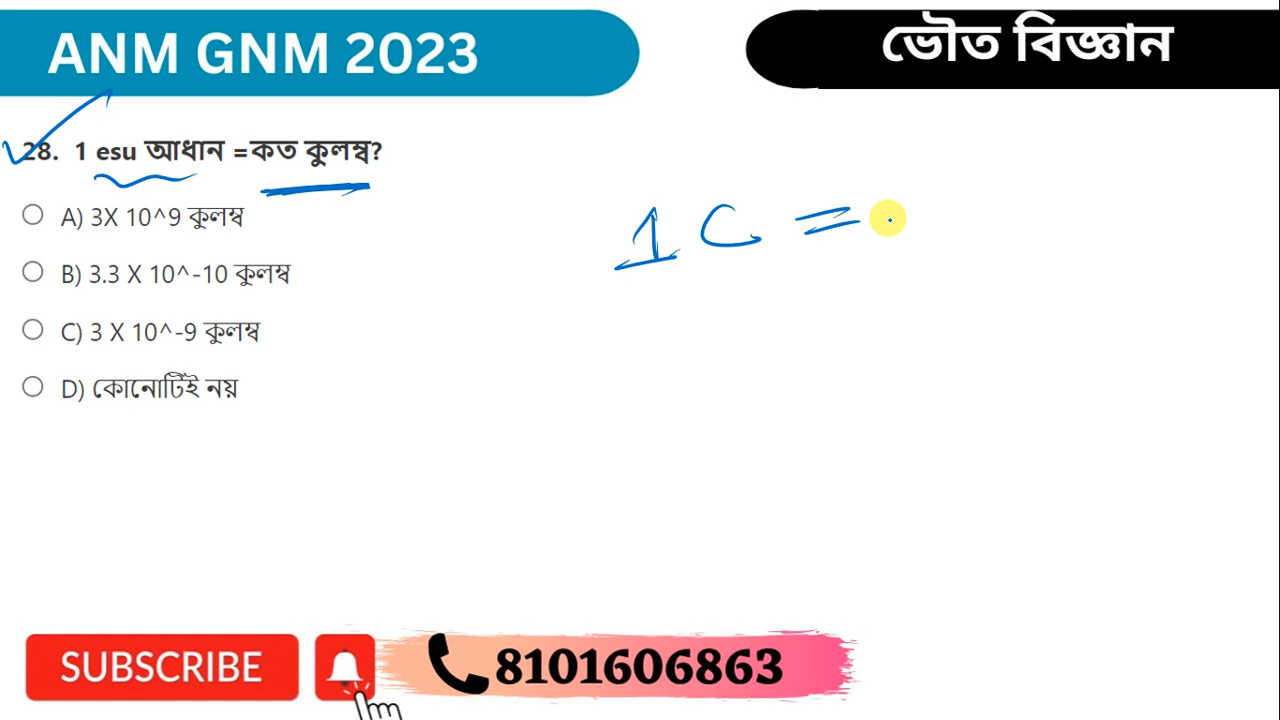 ANM GNM 2023
ভৌত বিজ্ঞান
28. 1 esu আধান =কত কুলম্ব?
A) 3X 10^9 কুলম্ব
B) 3.3 X 10^-10 কুলম্ব
C) 3 X 10^-9 কুলম্ব
D) কোনোটিই নয়
1 C =
SUBSCRIBE
8101606863